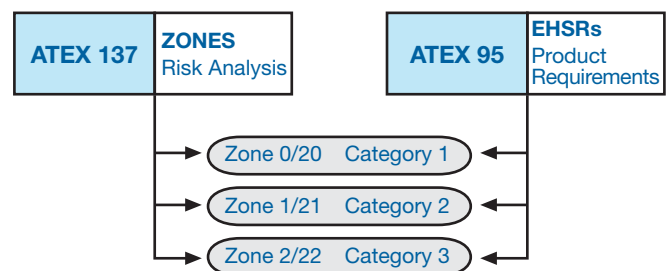 ATEX 137
ZONES
Risk Analysis
ATEX 95
EHSRs
Product
Requirements
Zone 0/20 Category 1
Zone 1/21 Category 2
Zone 2/22 Category 3